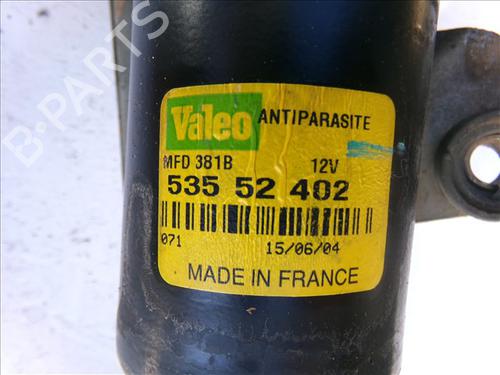 B-PARTS
Valeo ANTIPARASITE
MFD 381B 12V
535 52 402
071 15/06/04
MADE IN FRANCE